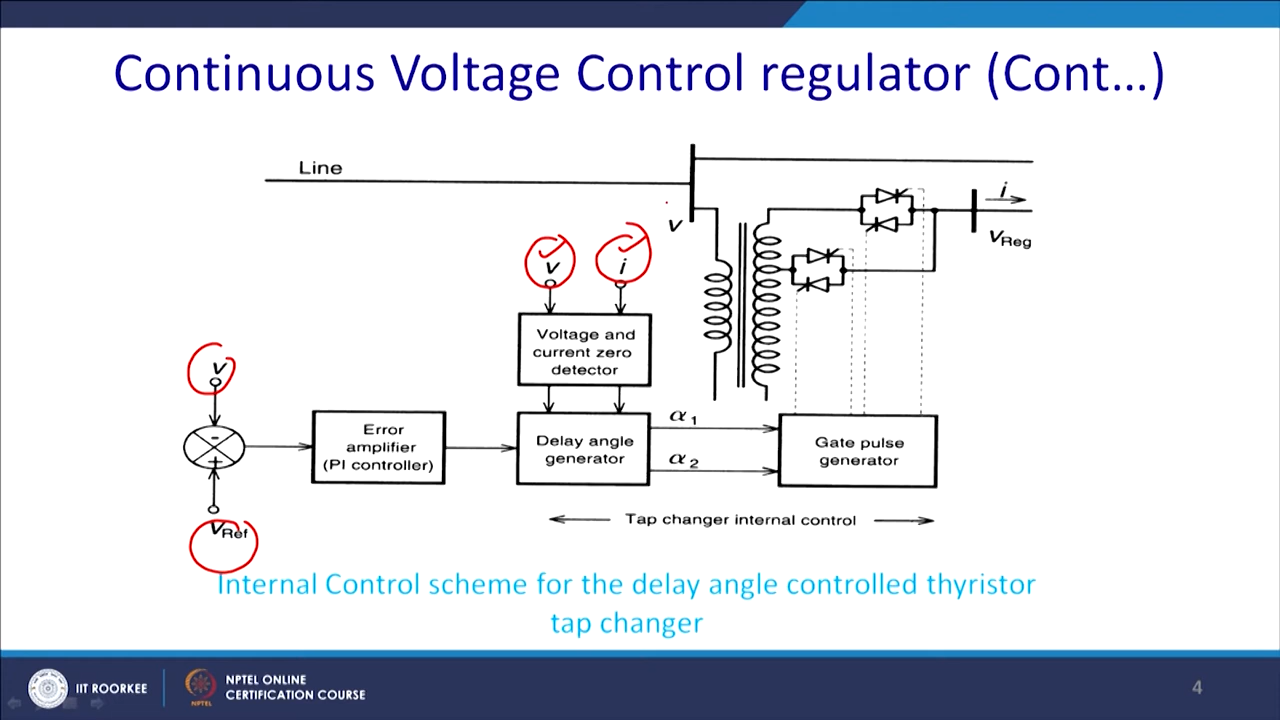 Continuous Voltage Control regulator (Cont...)
Line
v
i
v
i
vReg
Voltage and
current zero
detector
v
-
+
vRef
Error
amplifier
(PI controller)
Delay angle
generator
α1
α2
Gate pulse
generator
Tap changer internal control
Internal Control scheme for the delay angle controlled thyristor
tap changer
IIT ROORKEE
NPTEL
NPTEL ONLINE
CERTIFICATION COURSE
4